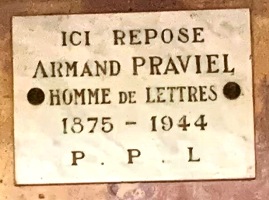 ICI REPOSE
ARMAND PRAVIEL
HOMME DE LETTRES
1875 - 1944
P. P. L